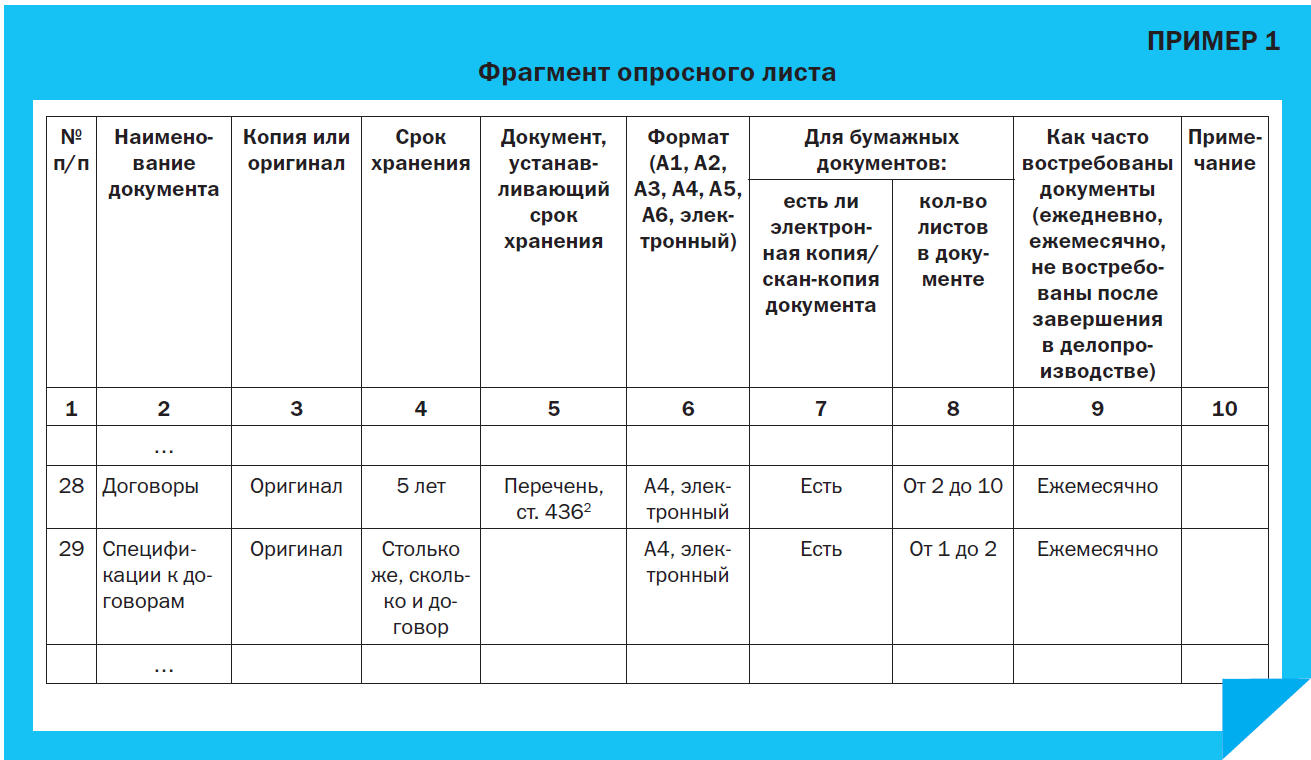 ПРИМЕР 1
Фрагмент опросного листа
№
п/п
Наимено-
вание
документа
Копия или
оригинал
Срок
хранения
Документ,
устанав-
ливающий
срок
хранения
Формат
(А1, А2,
А3, А4, А5,
А6, элек-
тронный)
Для бумажных
документов:
есть ли
электрон-
ная копия/
скан-копия
документа
кол-во
листов
в доку-
менте
Как часто
востребованы
документы
(ежедневно,
ежемесячно,
не востребо-
ваны после
завершения
в делопро-
изводстве)
Приме-
чание
1 2 3 4 5 6 7 8 9 10
...
28 Договоры Оригинал 5 лет Перечень, А4, элек- Есть От 2 до 10 Ежемесячно
ст. 436² тронный
29 Специфи- Оригинал Столько А4, элек- Есть От 1 до 2 Ежемесячно
кации к до- же, сколь- тронный
говорам ко и до-
говор
...